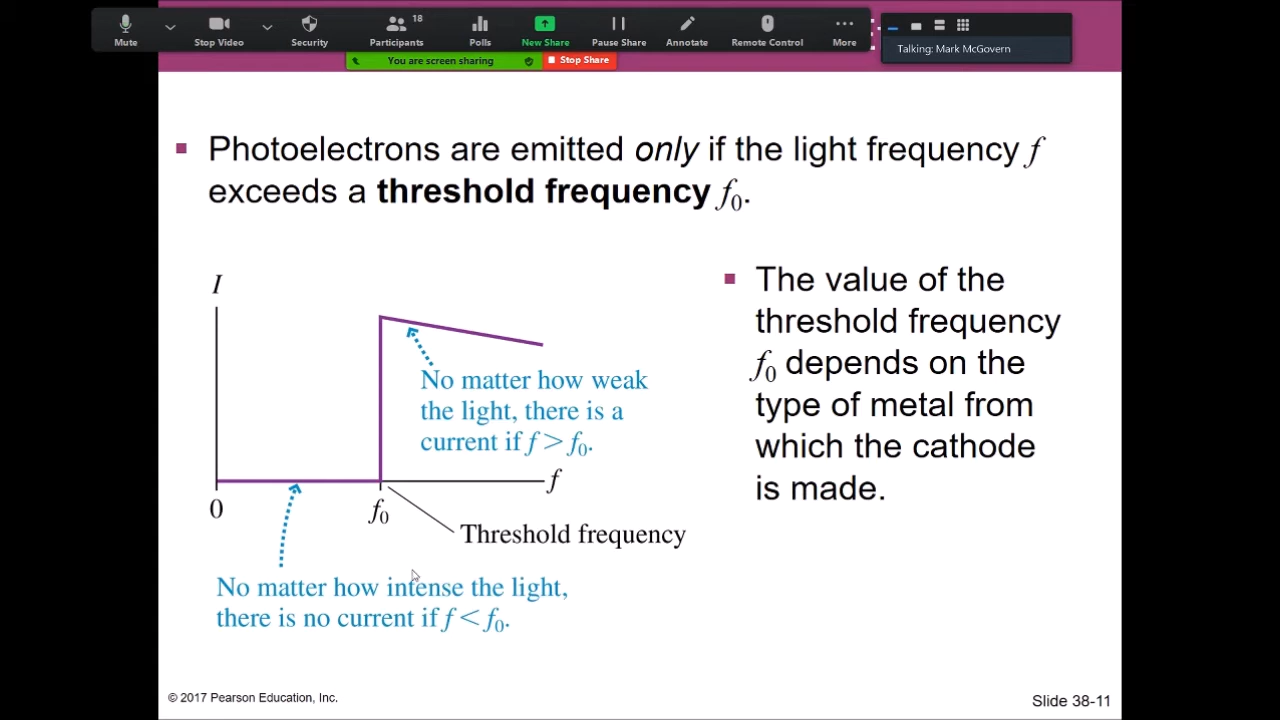 Mute
Stop Video
Security
18
Participants
Polls
New Share
Pause Share
Annotate
Remote Control
More
You are screen sharing
Stop Share
Talking: Mark McGovern
Photoelectrons are emitted only if the light frequency f
exceeds a threshold frequency f₀.
I
No matter how weak
the light, there is a
current if f > f₀.
f
0
f₀
Threshold frequency
No matter how intense the light,
there is no current if f < f₀.
The value of the
threshold frequency
f₀ depends on the
type of metal from
which the cathode
is made.
© 2017 Pearson Education, Inc.
Slide 38-11